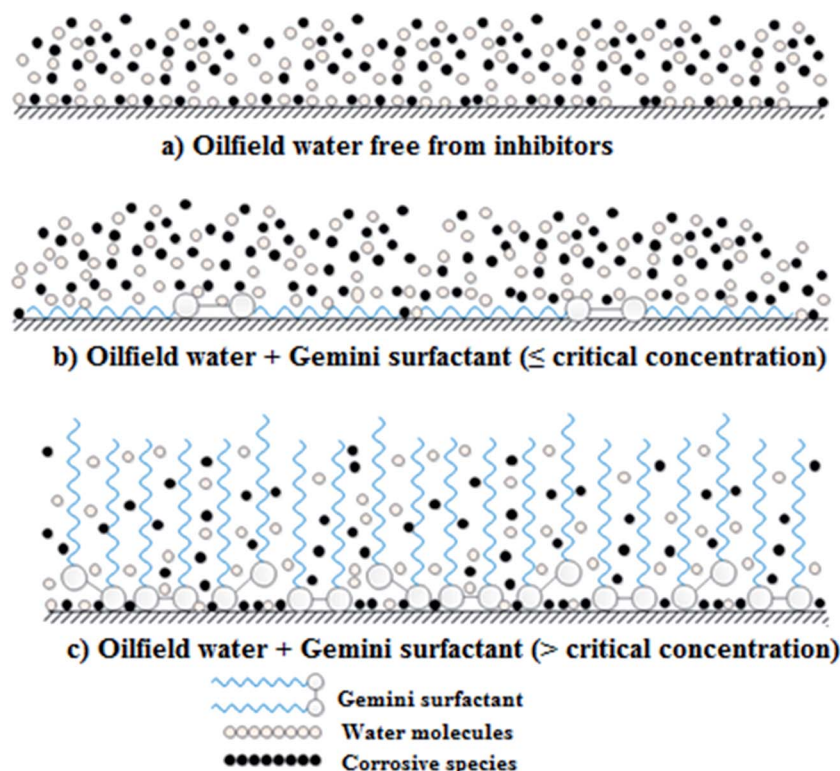 a) Oilfield water free from inhibitors
b) Oilfield water + Gemini surfactant (≤ critical concentration)
c) Oilfield water + Gemini surfactant (> critical concentration)
Gemini surfactant
Water molecules
Corrosive species